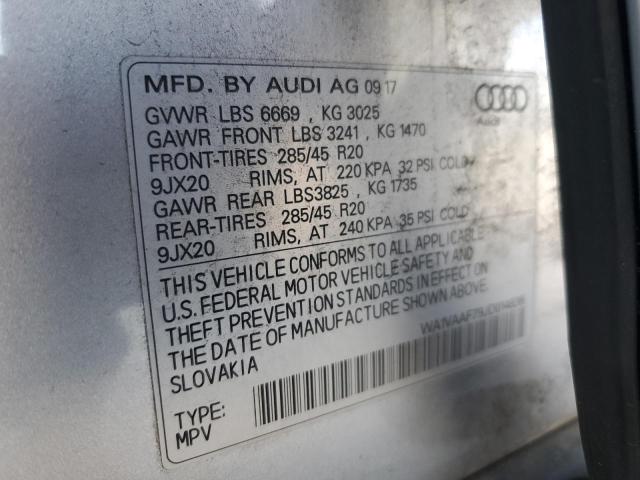 MFD. BY AUDI AG 09 17
GVWR LBS 6669 , KG 3025
GAWR FRONT LBS 3241 , KG 1470
FRONT-TIRES 285/45 R20
9JX20 RIMS, AT 220 KPA 32 PSI COLD
GAWR REAR LBS3825 , KG 1735
REAR-TIRES 285/45 R20
9JX20 RIMS, AT 240 KPA 35 PSI COLD
Audi
THIS VEHICLE CONFORMS TO ALL APPLICABLE
U.S. FEDERAL MOTOR VEHICLE SAFETY AND
THEFT PREVENTION STANDARDS IN EFFECT ON
THE DATE OF MANUFACTURE SHOWN ABOVE.
SLOVAKIA
TYPE:
MPV